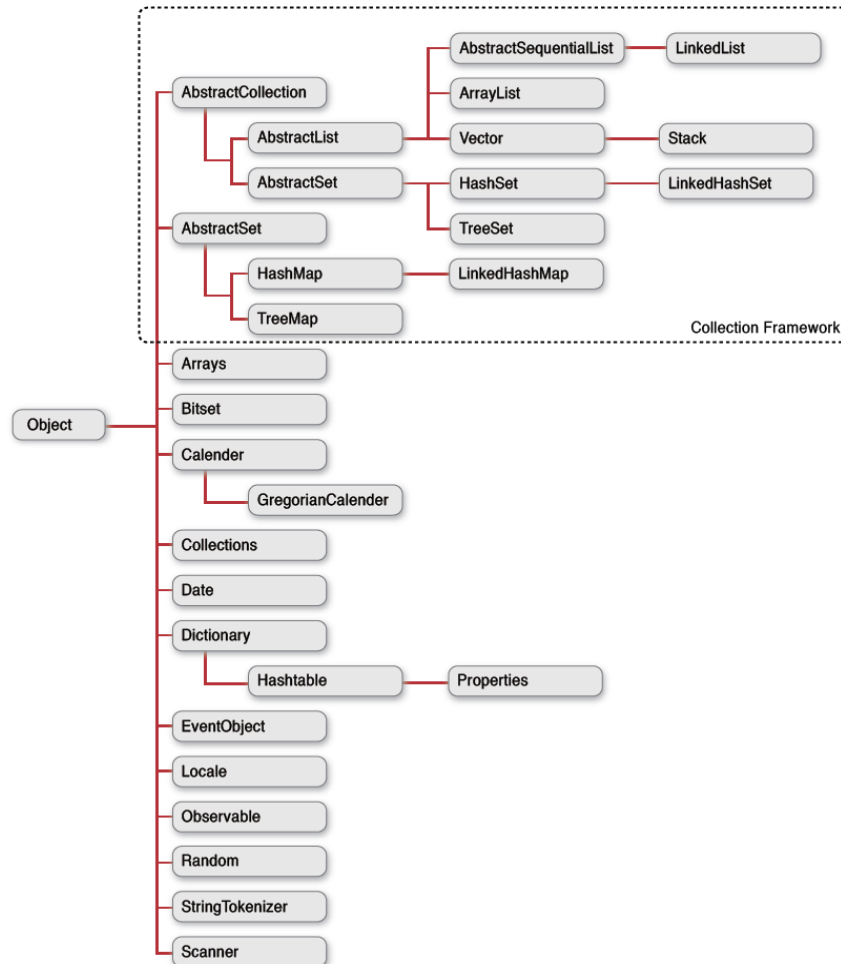 AbstractSequentialList
LinkedList
AbstractCollection
ArrayList
AbstractList
Vector
Stack
AbstractSet
HashSet
LinkedHashSet
AbstractSet
TreeSet
HashMap
LinkedHashMap
TreeMap
Collection Framework
Arrays
Bitset
Object
Calender
GregorianCalender
Collections
Date
Dictionary
Hashtable
Properties
EventObject
Locale
Observable
Random
StringTokenizer
Scanner